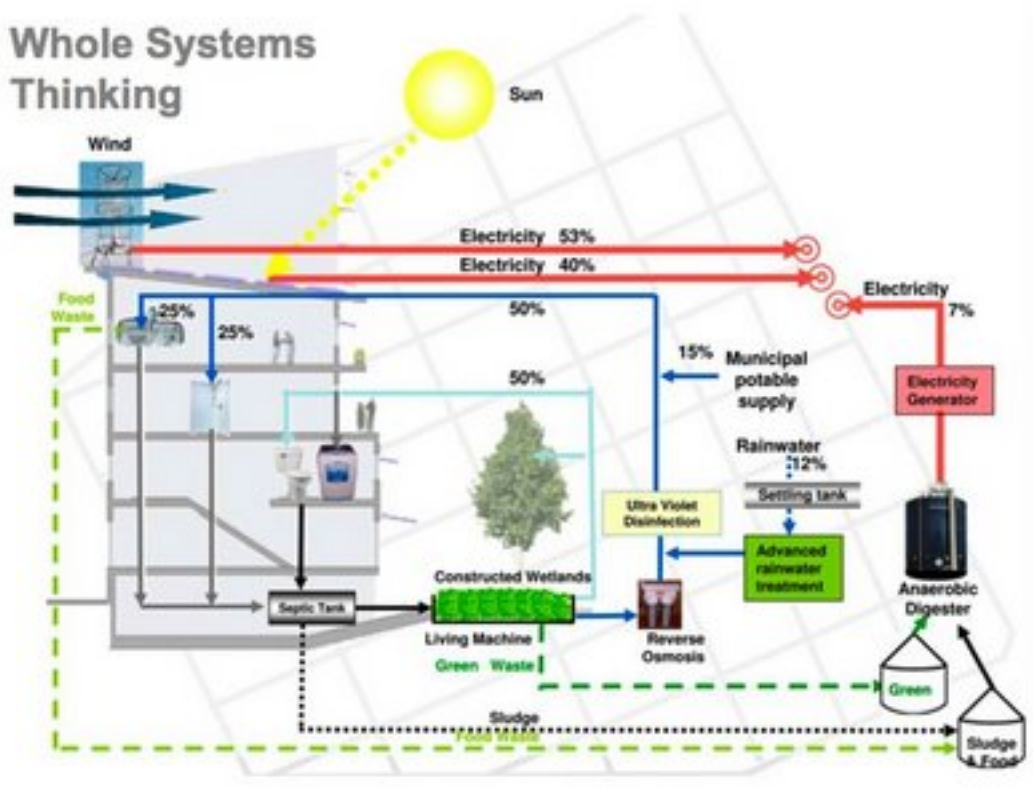 Whole Systems
Thinking
Sun
Wind
Electricity 53%
Electricity 40%
Electricity
7%
Food
Waste
25%
25%
50%
15%
Municipal
potable
supply
50%
Electricity
Generator
Rainwater
12%
Settling tank
Ultra Violet
Disinfection
Advanced
rainwater
treatment
Constructed Wetlands
Anaerobic
Digester
Septic Tank
Living Machine
Reverse
Osmosis
Green Waste
Green
Sludge
Food Waste
Sludge
& Food